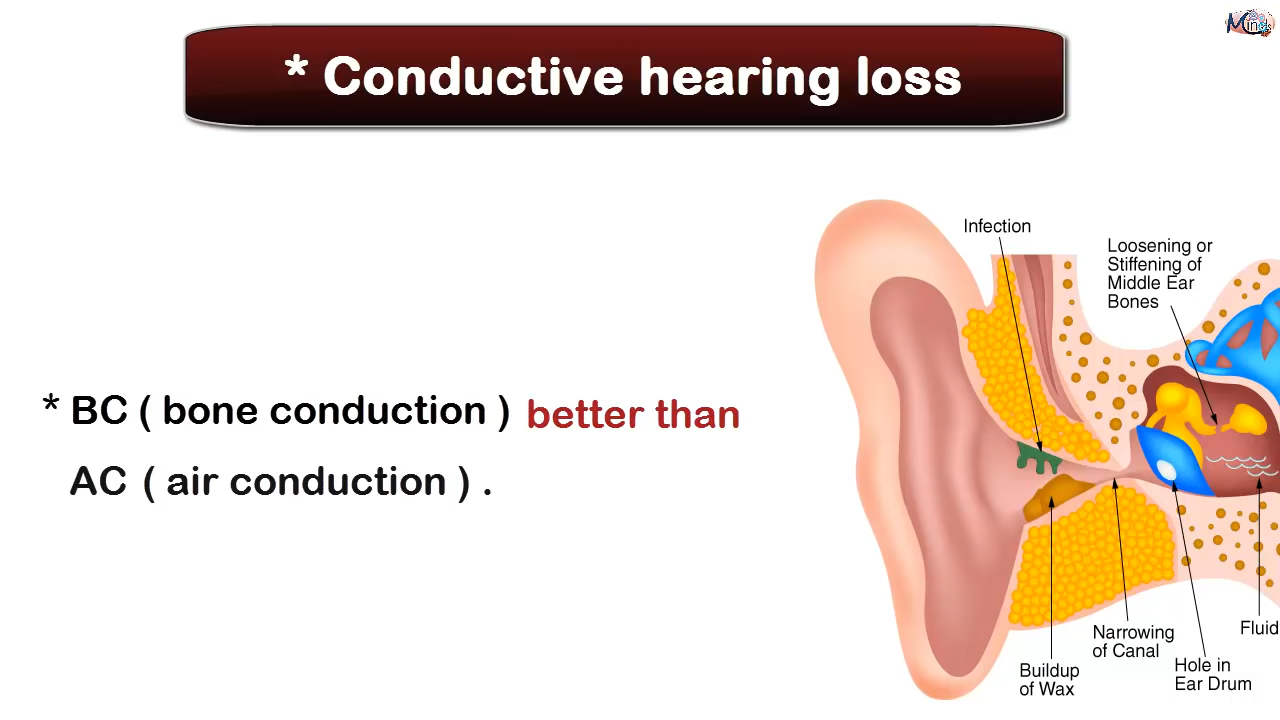 * Conductive hearing loss
Minds
Infection
Loosening or
Stiffening of
Middle Ear
Bones
* BC ( bone conduction ) better than
AC ( air conduction ) .
Fluid
Narrowing
of Canal
Hole in
Ear Drum
Buildup
of Wax